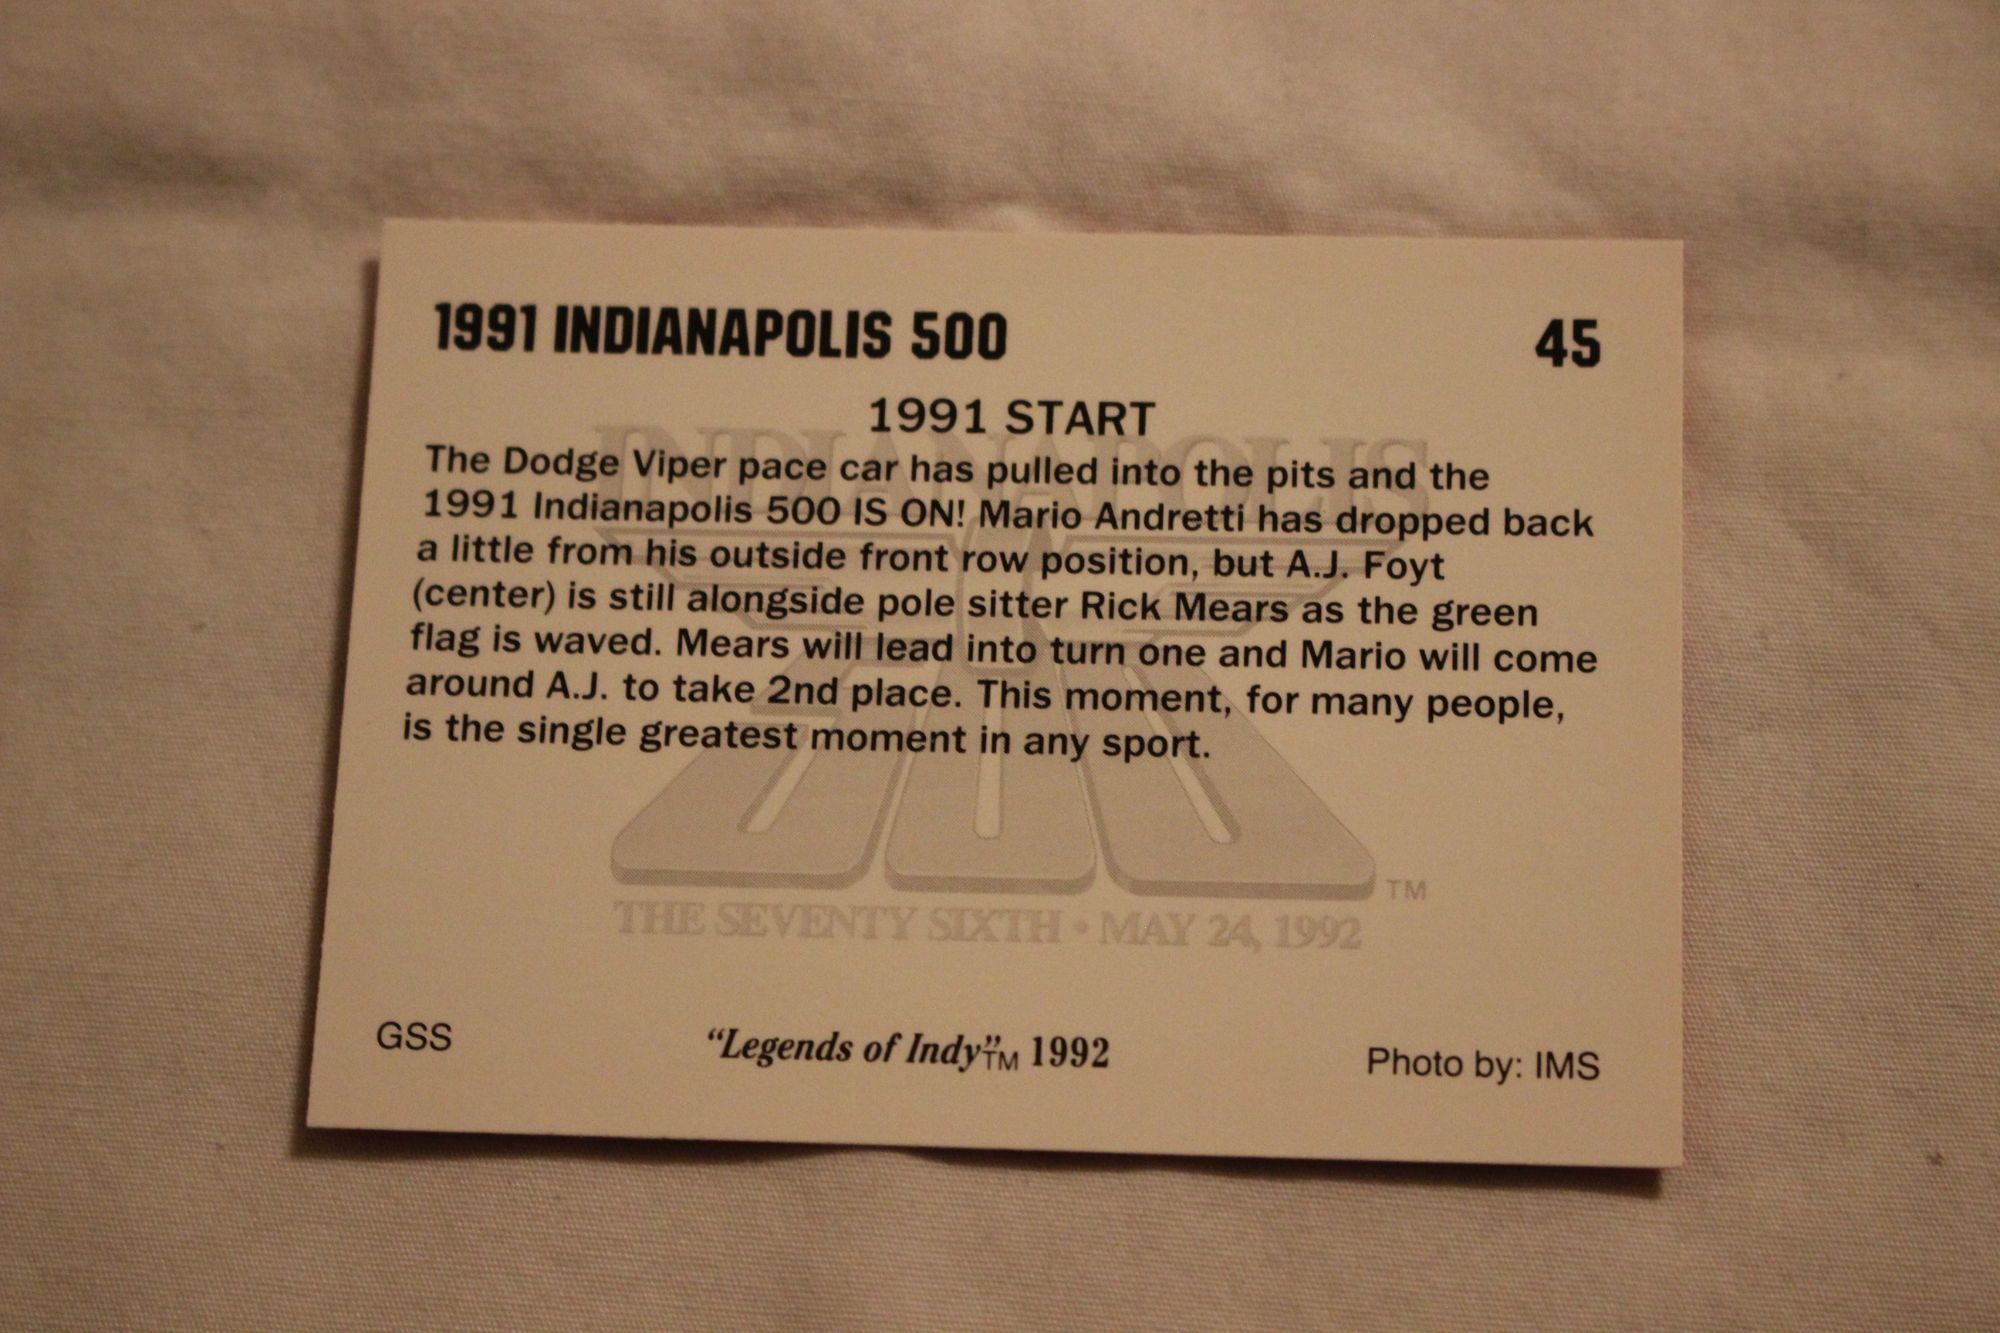 1991 INDIANAPOLIS 500
45
1991 START
INDIANAPOLIS
The Dodge Viper pace car has pulled into the pits and the
1991 Indianapolis 500 IS ON! Mario Andretti has dropped back
a little from his outside front row position, but A.J. Foyt
(center) is still alongside pole sitter Rick Mears as the green
flag is waved. Mears will lead into turn one and Mario will come
around A.J. to take 2nd place. This moment, for many people,
is the single greatest moment in any sport.
500
TM
THE SEVENTY SIXTH • MAY 24, 1992
GSS
“Legends of Indy”TM 1992
Photo by: IMS